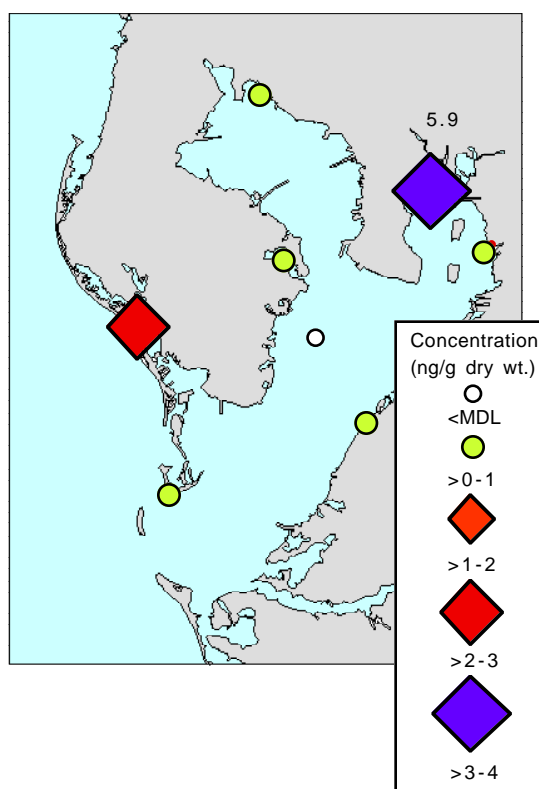 5.9
Concentration
(ng/g dry wt.)
<MDL
>0-1
>1-2
>2-3
>3-4